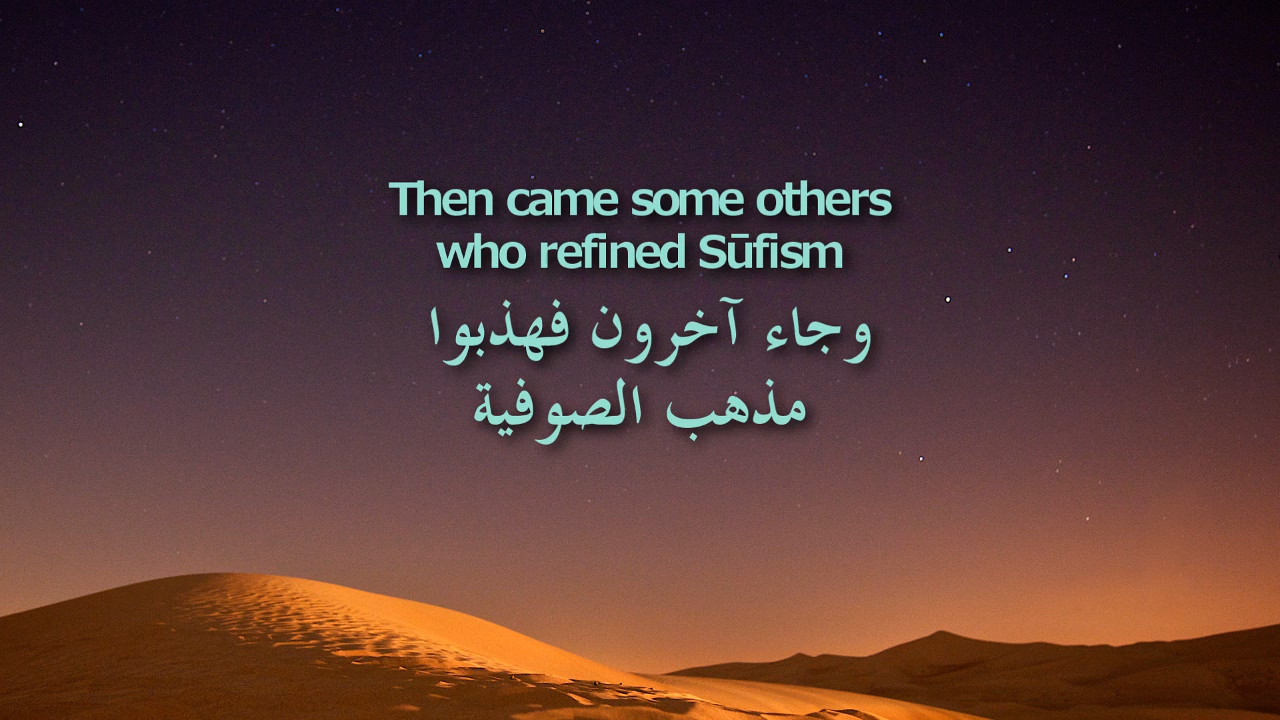 Then came some others
who refined Sūfism
وجاء آخرون فهذبوا
مذهب الصوفية